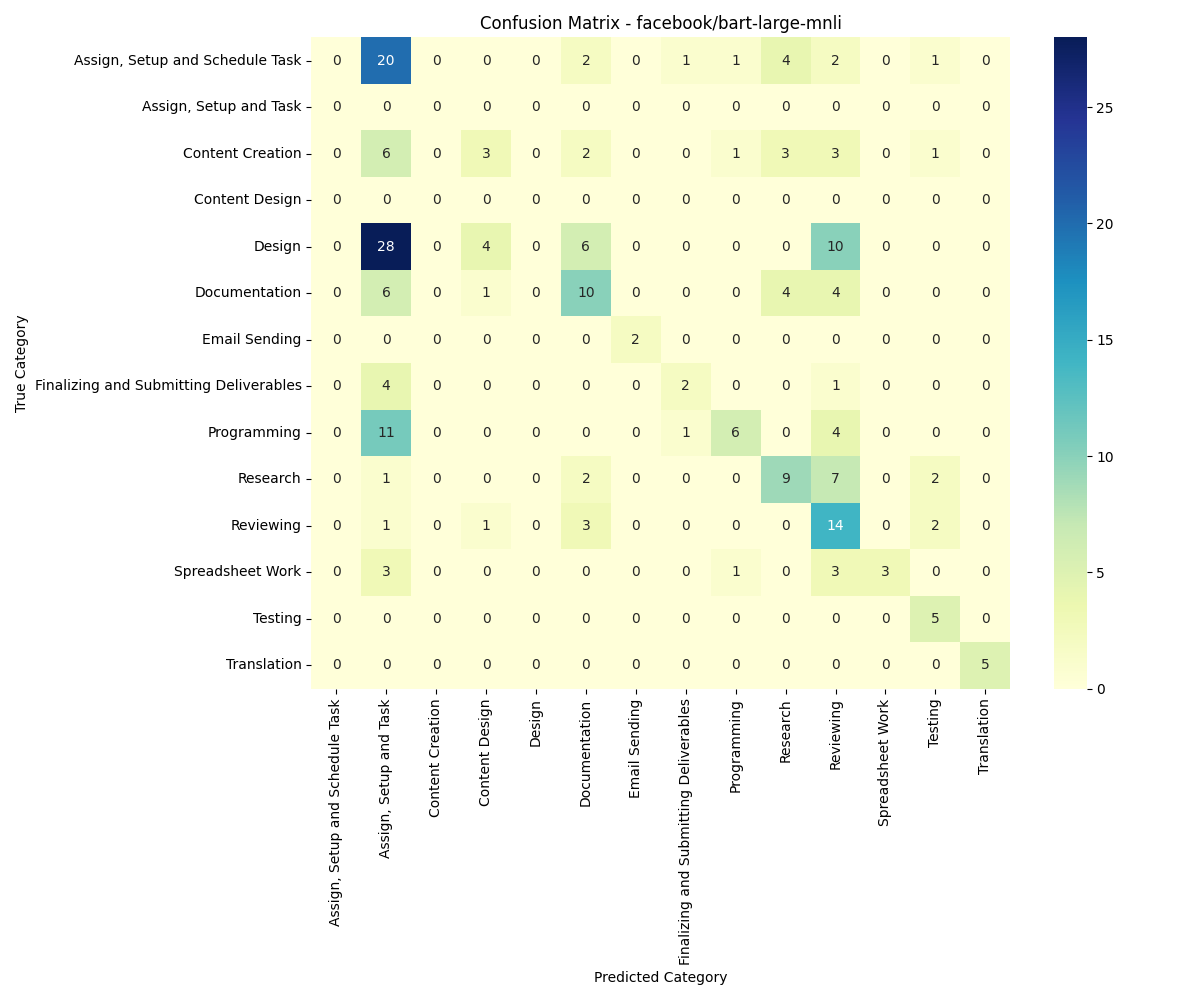 Confusion Matrix - facebook/bart-large-mnli
True Category
Assign, Setup and Schedule Task 0 20 0 0 0 2 0 1 1 4 2 0 1 0
Assign, Setup and Task 0 0 0 0 0 0 0 0 0 0 0 0 0 0
Content Creation 0 6 0 3 0 2 0 0 1 3 3 0 1 0
Content Design 0 0 0 0 0 0 0 0 0 0 0 0 0 0
Design 0 28 0 4 0 6 0 0 0 0 10 0 0 0
Documentation 0 6 0 1 0 10 0 0 0 4 4 0 0 0
Email Sending 0 0 0 0 0 0 2 0 0 0 0 0 0 0
Finalizing and Submitting Deliverables 0 4 0 0 0 0 0 2 0 0 1 0 0 0
Programming 0 11 0 0 0 0 0 1 6 0 4 0 0 0
Research 0 1 0 0 0 2 0 0 0 9 7 0 2 0
Reviewing 0 1 0 1 0 3 0 0 0 0 14 0 2 0
Spreadsheet Work 0 3 0 0 0 0 0 0 1 0 3 3 0 0
Testing 0 0 0 0 0 0 0 0 0 0 0 0 5 0
Translation 0 0 0 0 0 0 0 0 0 0 0 0 0 5
Assign, Setup and Schedule Task
Assign, Setup and Task
Content Creation
Content Design
Design
Documentation
Email Sending
Finalizing and Submitting Deliverables
Programming
Research
Reviewing
Spreadsheet Work
Testing
Translation
Predicted Category
25
20
15
10
5
0